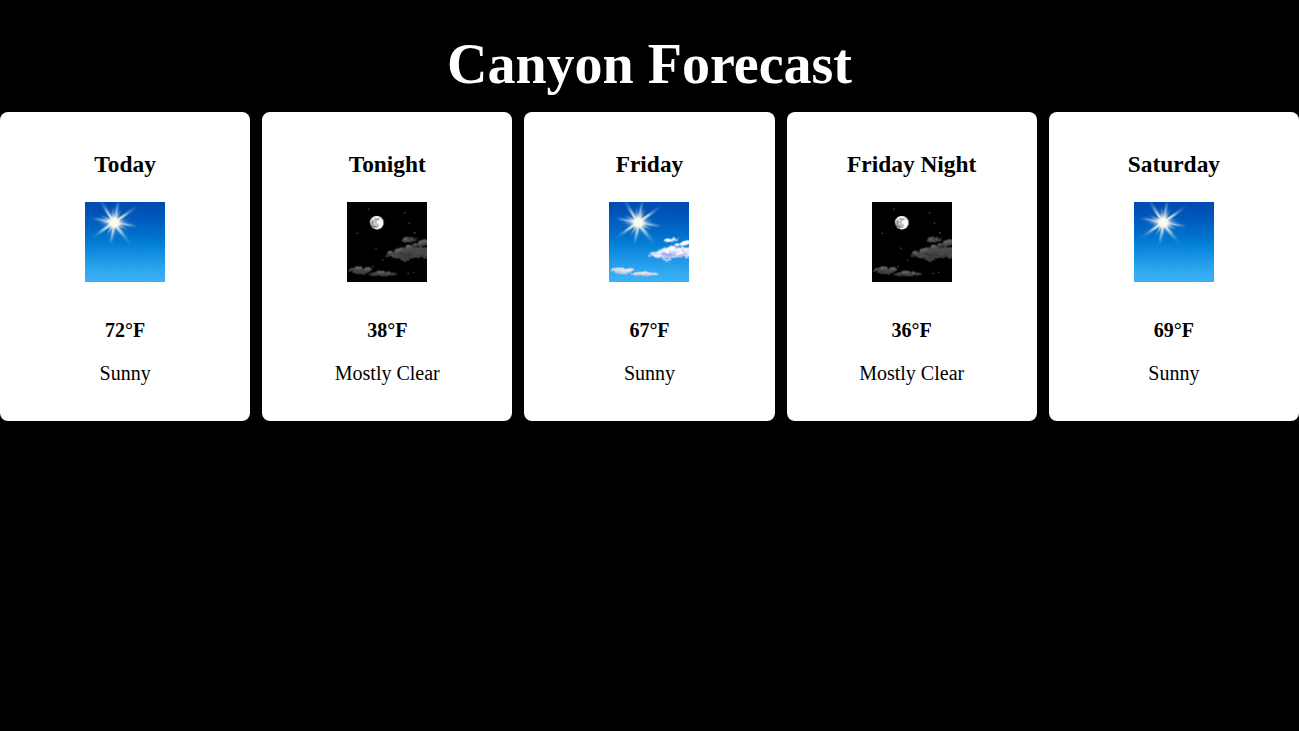 Canyon Forecast
Today
72°F
Sunny
Tonight
38°F
Mostly Clear
Friday
67°F
Sunny
Friday Night
36°F
Mostly Clear
Saturday
69°F
Sunny